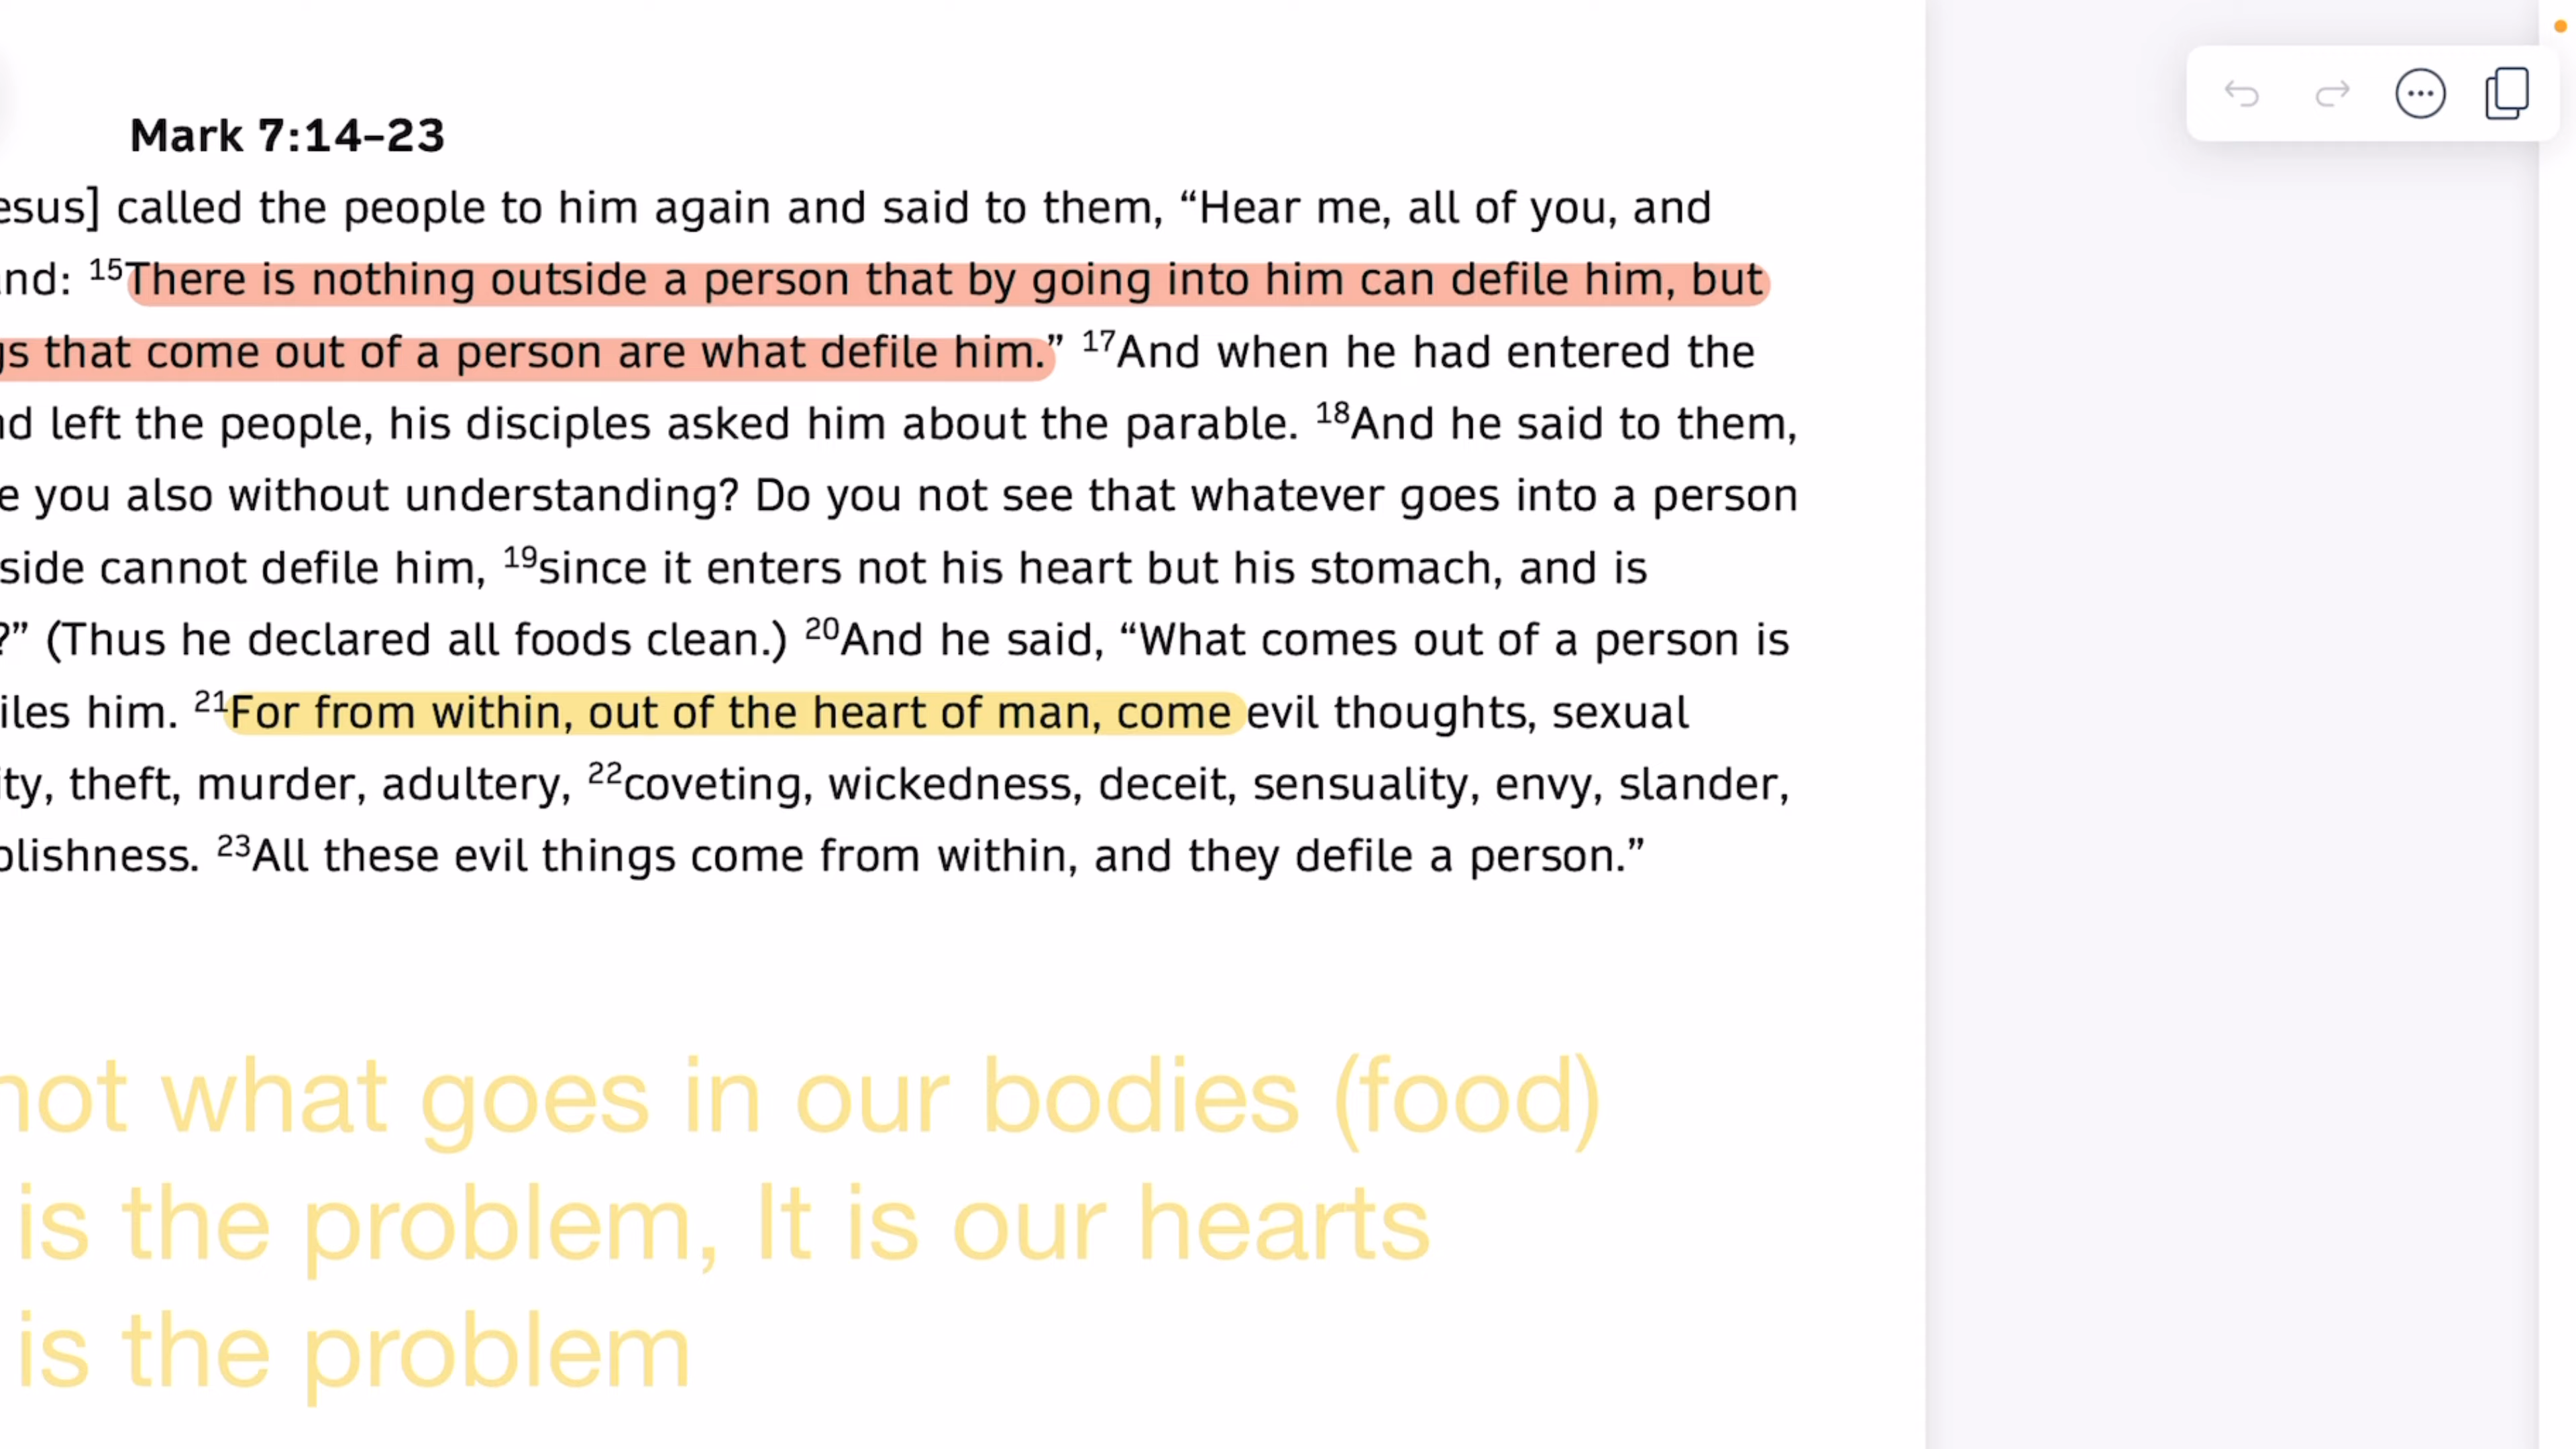 Mark 7:14–23
esus] called the people to him again and said to them, “Hear me, all of you, and
nd: 15There is nothing outside a person that by going into him can defile him, but
gs that come out of a person are what defile him.” 17And when he had entered the
nd left the people, his disciples asked him about the parable. 18And he said to them,
e you also without understanding? Do you not see that whatever goes into a person
side cannot defile him, 19since it enters not his heart but his stomach, and is
?” (Thus he declared all foods clean.) 20And he said, “What comes out of a person is
iles him. 21For from within, out of the heart of man, come evil thoughts, sexual
ity, theft, murder, adultery, 22coveting, wickedness, deceit, sensuality, envy, slander,
olishness. 23All these evil things come from within, and they defile a person.”
not what goes in our bodies (food)
is the problem, It is our hearts
is the problem